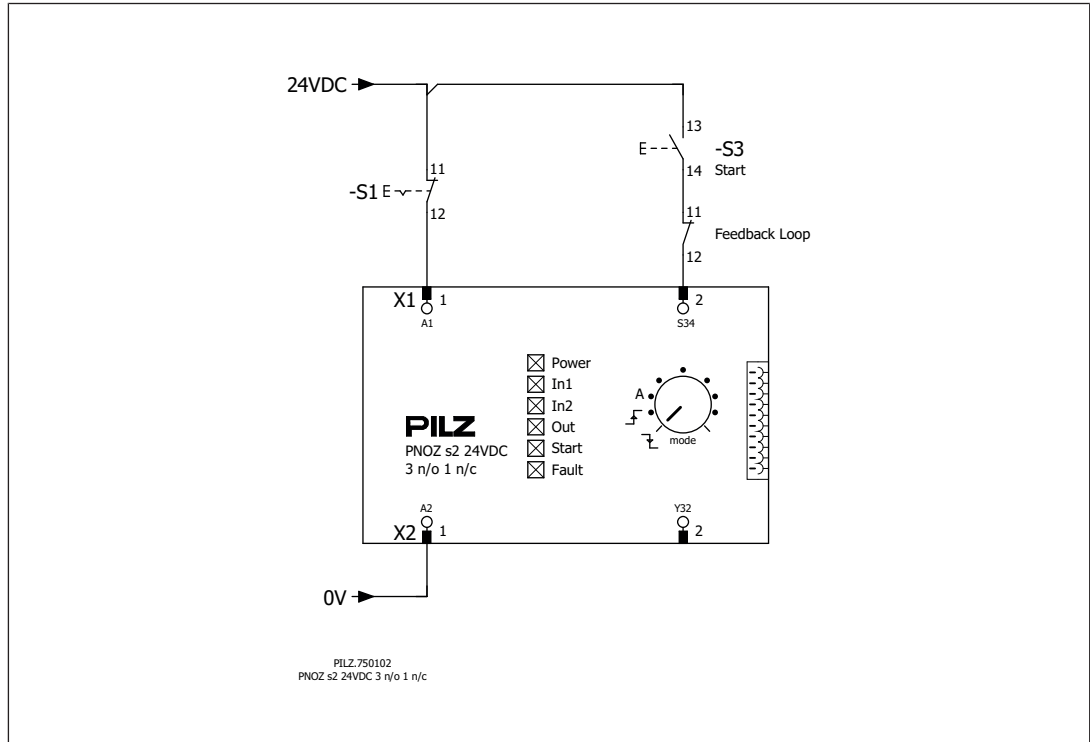 24VDC
13
-S3
14 Start
11
-S1
12
11
Feedback Loop
12
X1 1
2
A1
S34
Power
In1
In2
Out
Start
Fault
A
mode
PILZ
PNOZ s2 24VDC
3 n/o 1 n/c
A2
Y32
X2 1
2
0V
PILZ.750102
PNOZ s2 24VDC 3 n/o 1 n/c